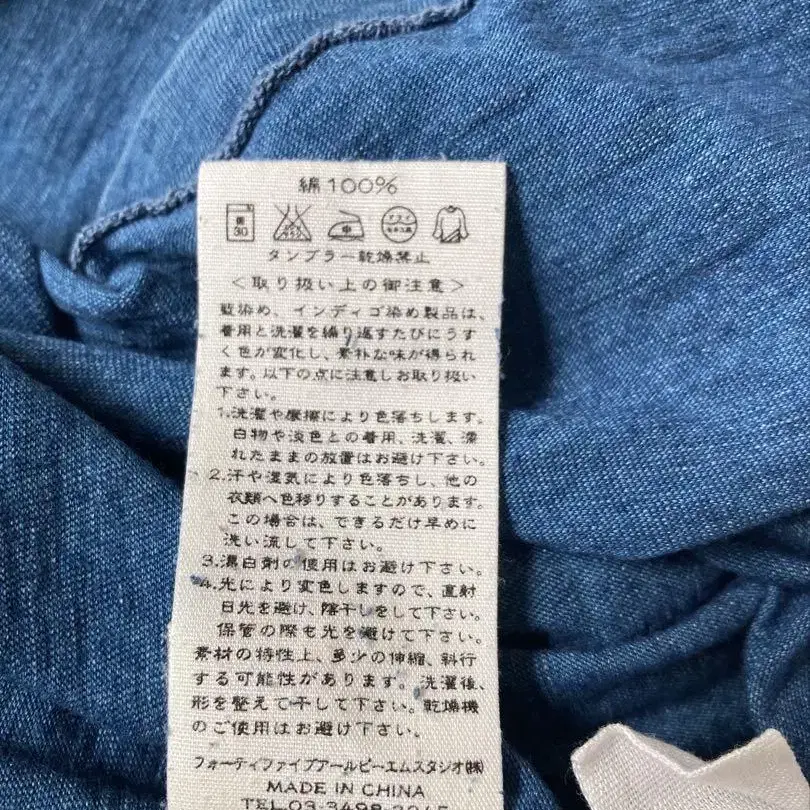 綿100%
弱
30
中
ドライ
セキユ系
タンブラー乾燥禁止
＜取り扱い上の御注意＞
藍染め、インディゴ染め製品は、
着用と洗濯を繰り返すたびにうす
く色が変化し、素朴な味が得られ
ます。以下の点に注意しお取り扱い
下さい。
1.洗濯や摩擦により色落ちします。
白物や淡色との着用、洗濯、濡
れたままの放置はお避け下さい。
2.汗や湿気により色落ちし、他の
衣類へ色移りすることがあります。
この場合は、できるだけ早めに
洗い流して下さい。
3.漂白剤の使用はお避け下さい。
4.光により変色しますので、直射
日光を避け、陰干しをして下さい。
保管の際も光を避けて下さい。
素材の特性上、多少の伸縮、斜行
する可能性があります。洗濯後、
形を整えて干して下さい。乾燥機
のご使用はお避け下さい。
フォーティファイブアールピーエムスタジオ(株)
MADE IN CHINA
TEL03-3498-2045